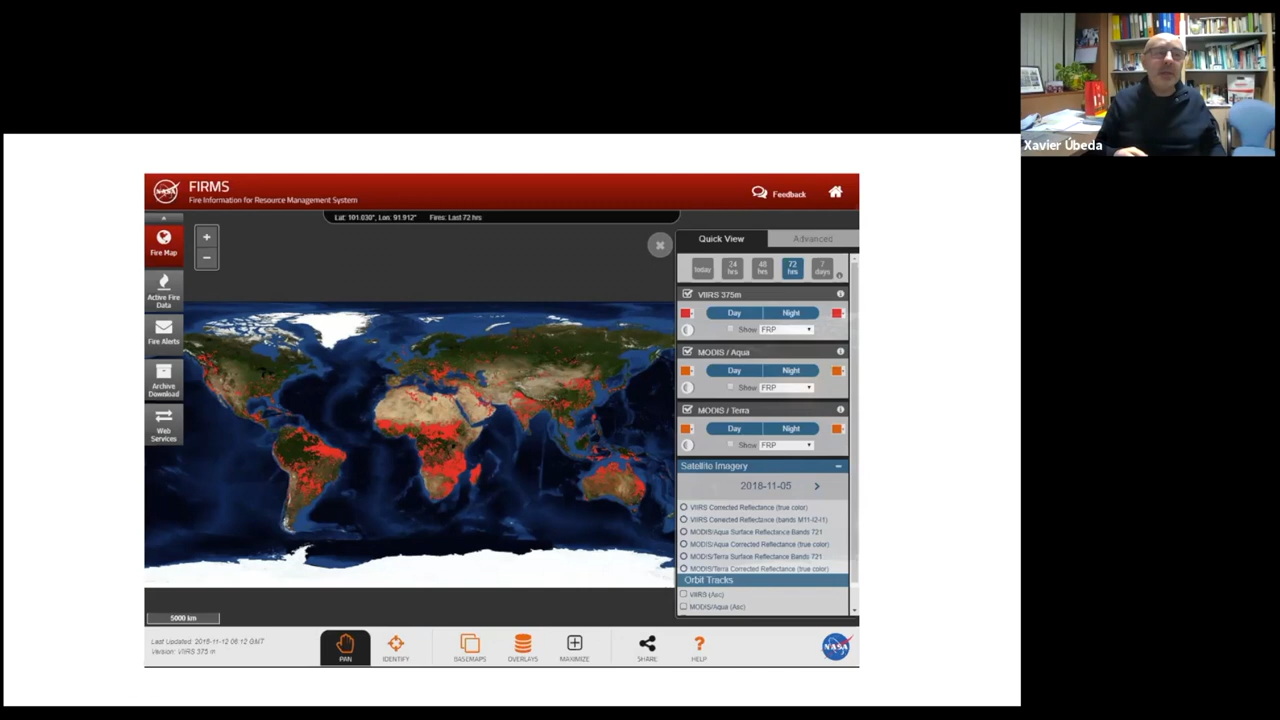 Xavier Úbeda
NASA
FIRMS
Fire Information for Resource Management System
Feedback
Lat: 101.030°, Lon: 91.912° Fires: Last 72 hrs
Fire Map
Active Fire
Data
Fire Alerts
Archive
Download
Web
Services
+
−
Quick View
Advanced
today
24
hrs
48
hrs
72
hrs
7
days
VIIRS 375m
Day
Night
Show
FRP
MODIS / Aqua
Day
Night
Show
FRP
MODIS / Terra
Day
Night
Show
FRP
Satellite Imagery
2018-11-05
VIIRS Corrected Reflectance (true color)
VIIRS Corrected Reflectance (bands M11-I2-I1)
MODIS/Aqua Surface Reflectance Bands 721
MODIS/Aqua Corrected Reflectance (true color)
MODIS/Terra Surface Reflectance Bands 721
MODIS/Terra Corrected Reflectance (true color)
Orbit Tracks
VIIRS (Asc)
MODIS/Aqua (Asc)
5000 km
Last Updated: 2018-11-12 08:12 GMT
Version: VIIRS 375 m
PAN
IDENTIFY
BASEMAPS
OVERLAYS
MAXIMIZE
SHARE
HELP
NASA